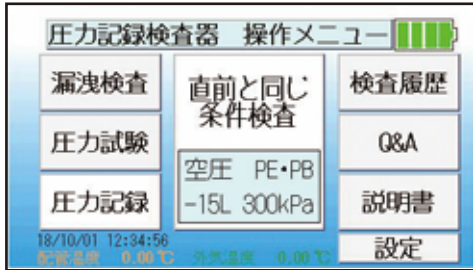 圧力記録検査器 操作メニュー
漏洩検査
圧力試験
圧力記録
直前と同じ
条件検査
空圧 PE・PB
-15L 300kPa
検査履歴
Q&A
説明書
設定
18/10/01 12:34:56
配管温度 0.00℃ 外気温度 0.00℃